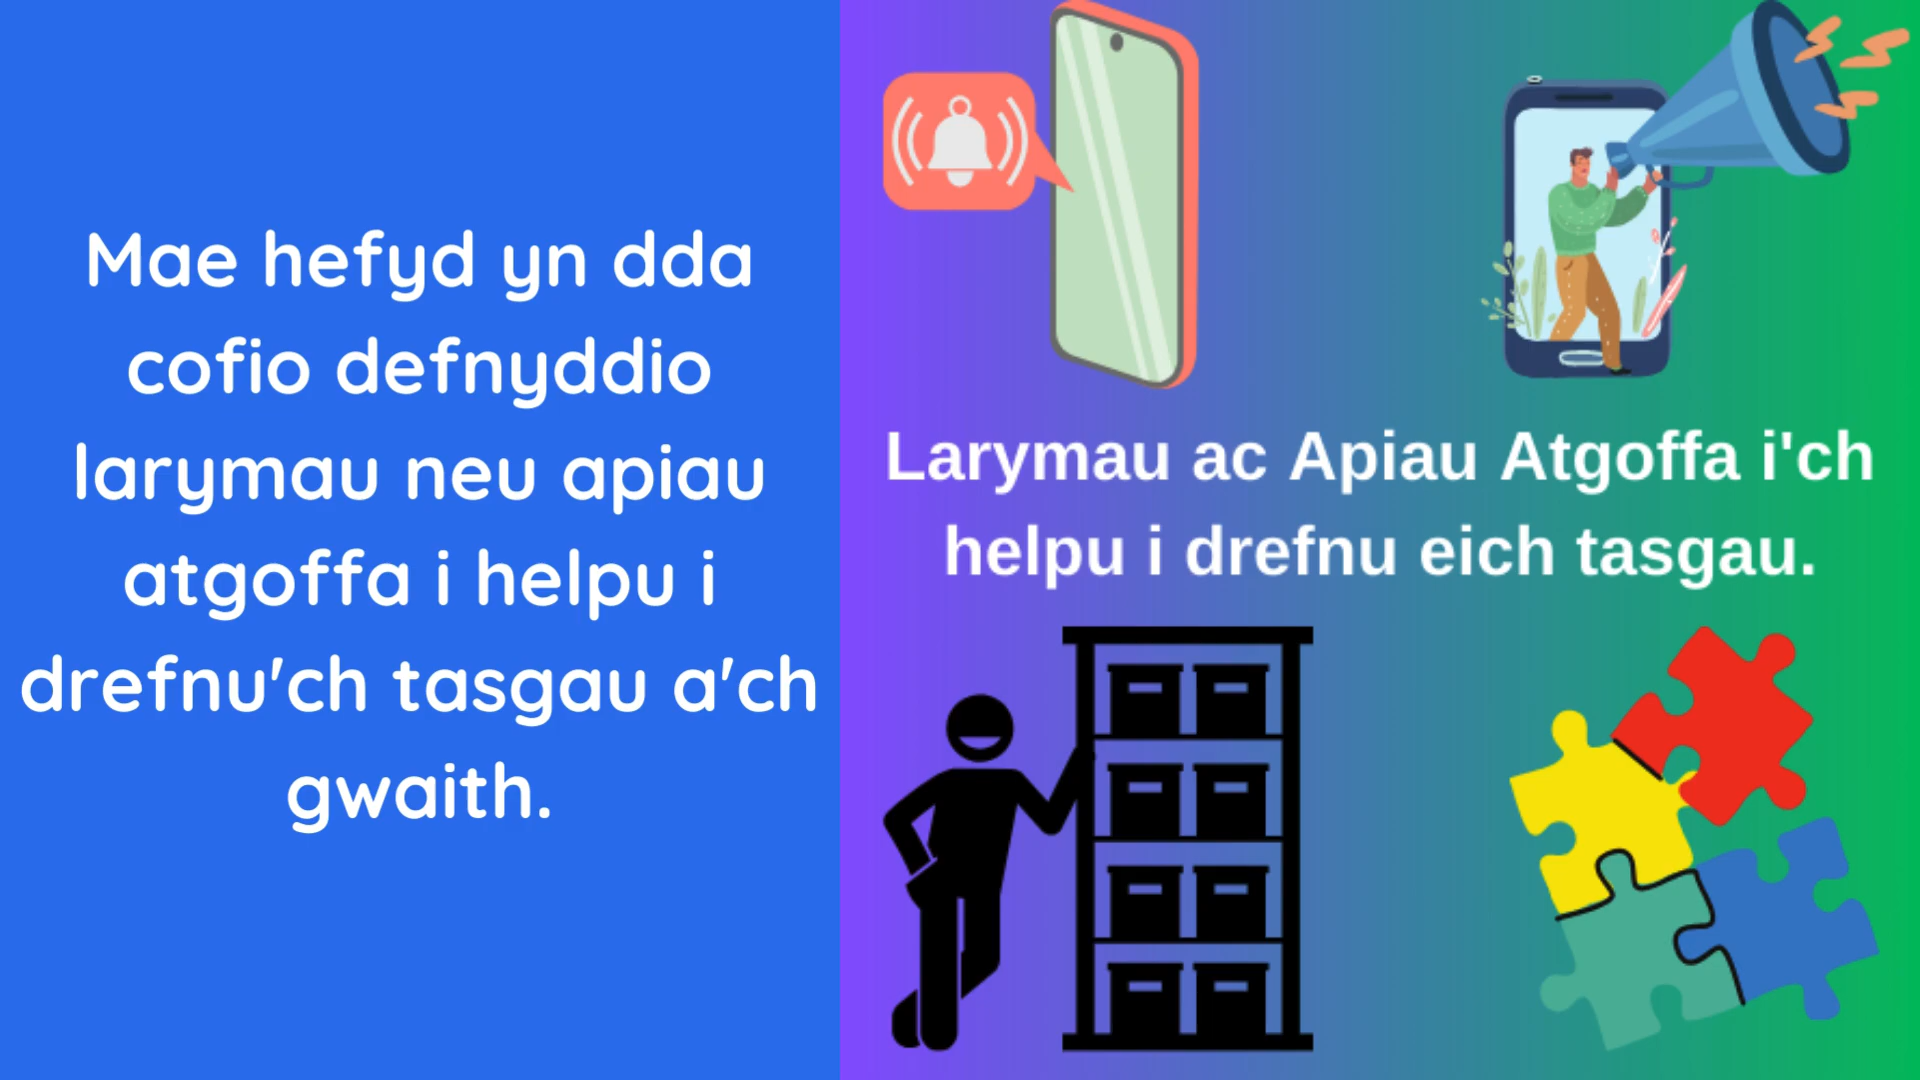 Mae hefyd yn dda
cofio defnyddio
larymau neu apiau
atgoffa i helpu i
drefnu'ch tasgau a'ch
gwaith.
Larymau ac Apiau Atgoffa i'ch
helpu i drefnu eich tasgau.